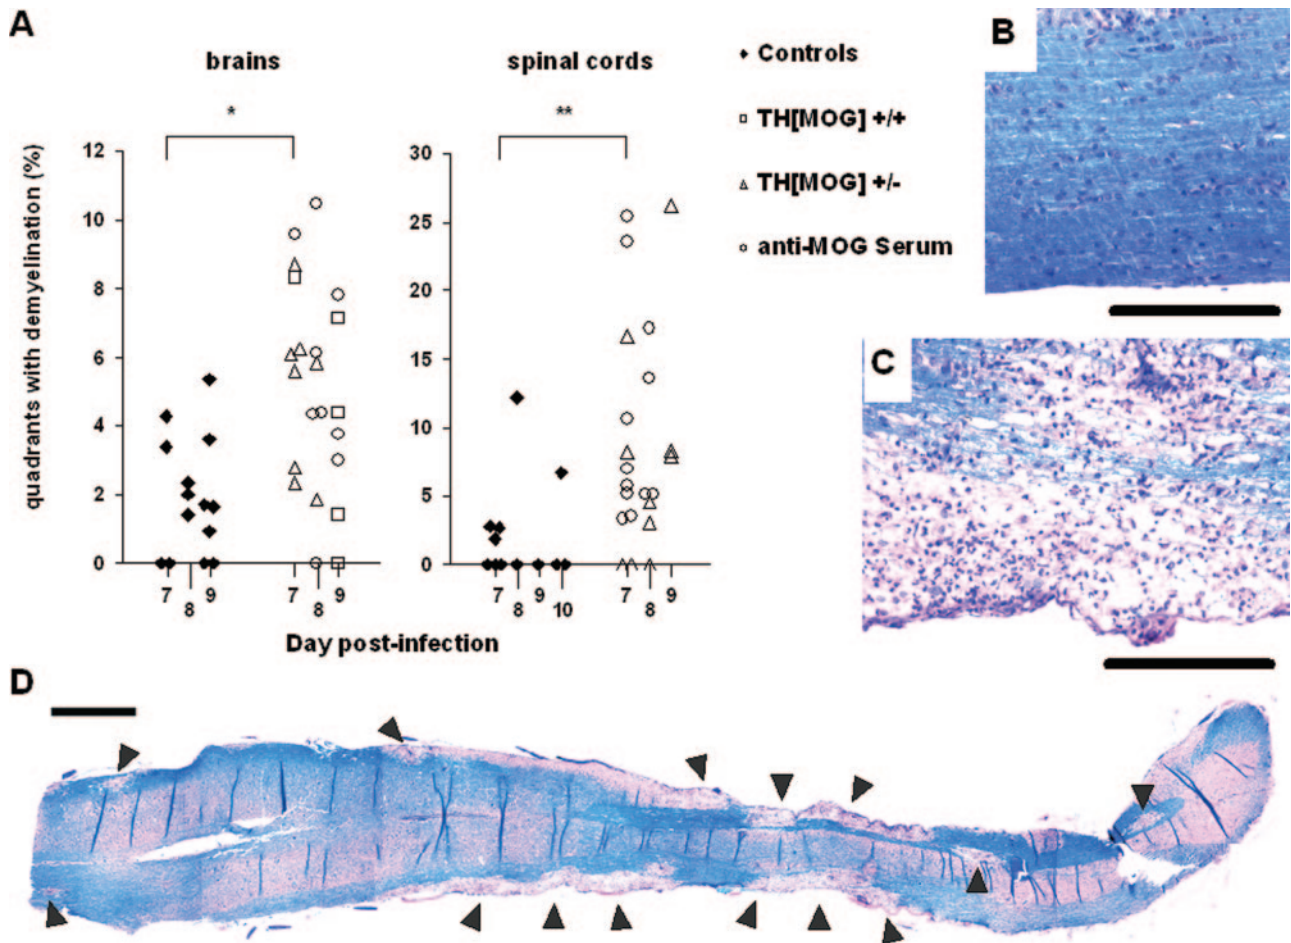 A
brains
spinal cords
* **
quadrants with demyelination (%)
12
10
8
6
4
2
0
7 8 9 7 8 9
30
25
20
15
10
5
0
7 8 9 10 7 8 9
Day post-infection
Controls
TH[MOG] +/+
TH[MOG] +/-
anti-MOG Serum
B
C
D